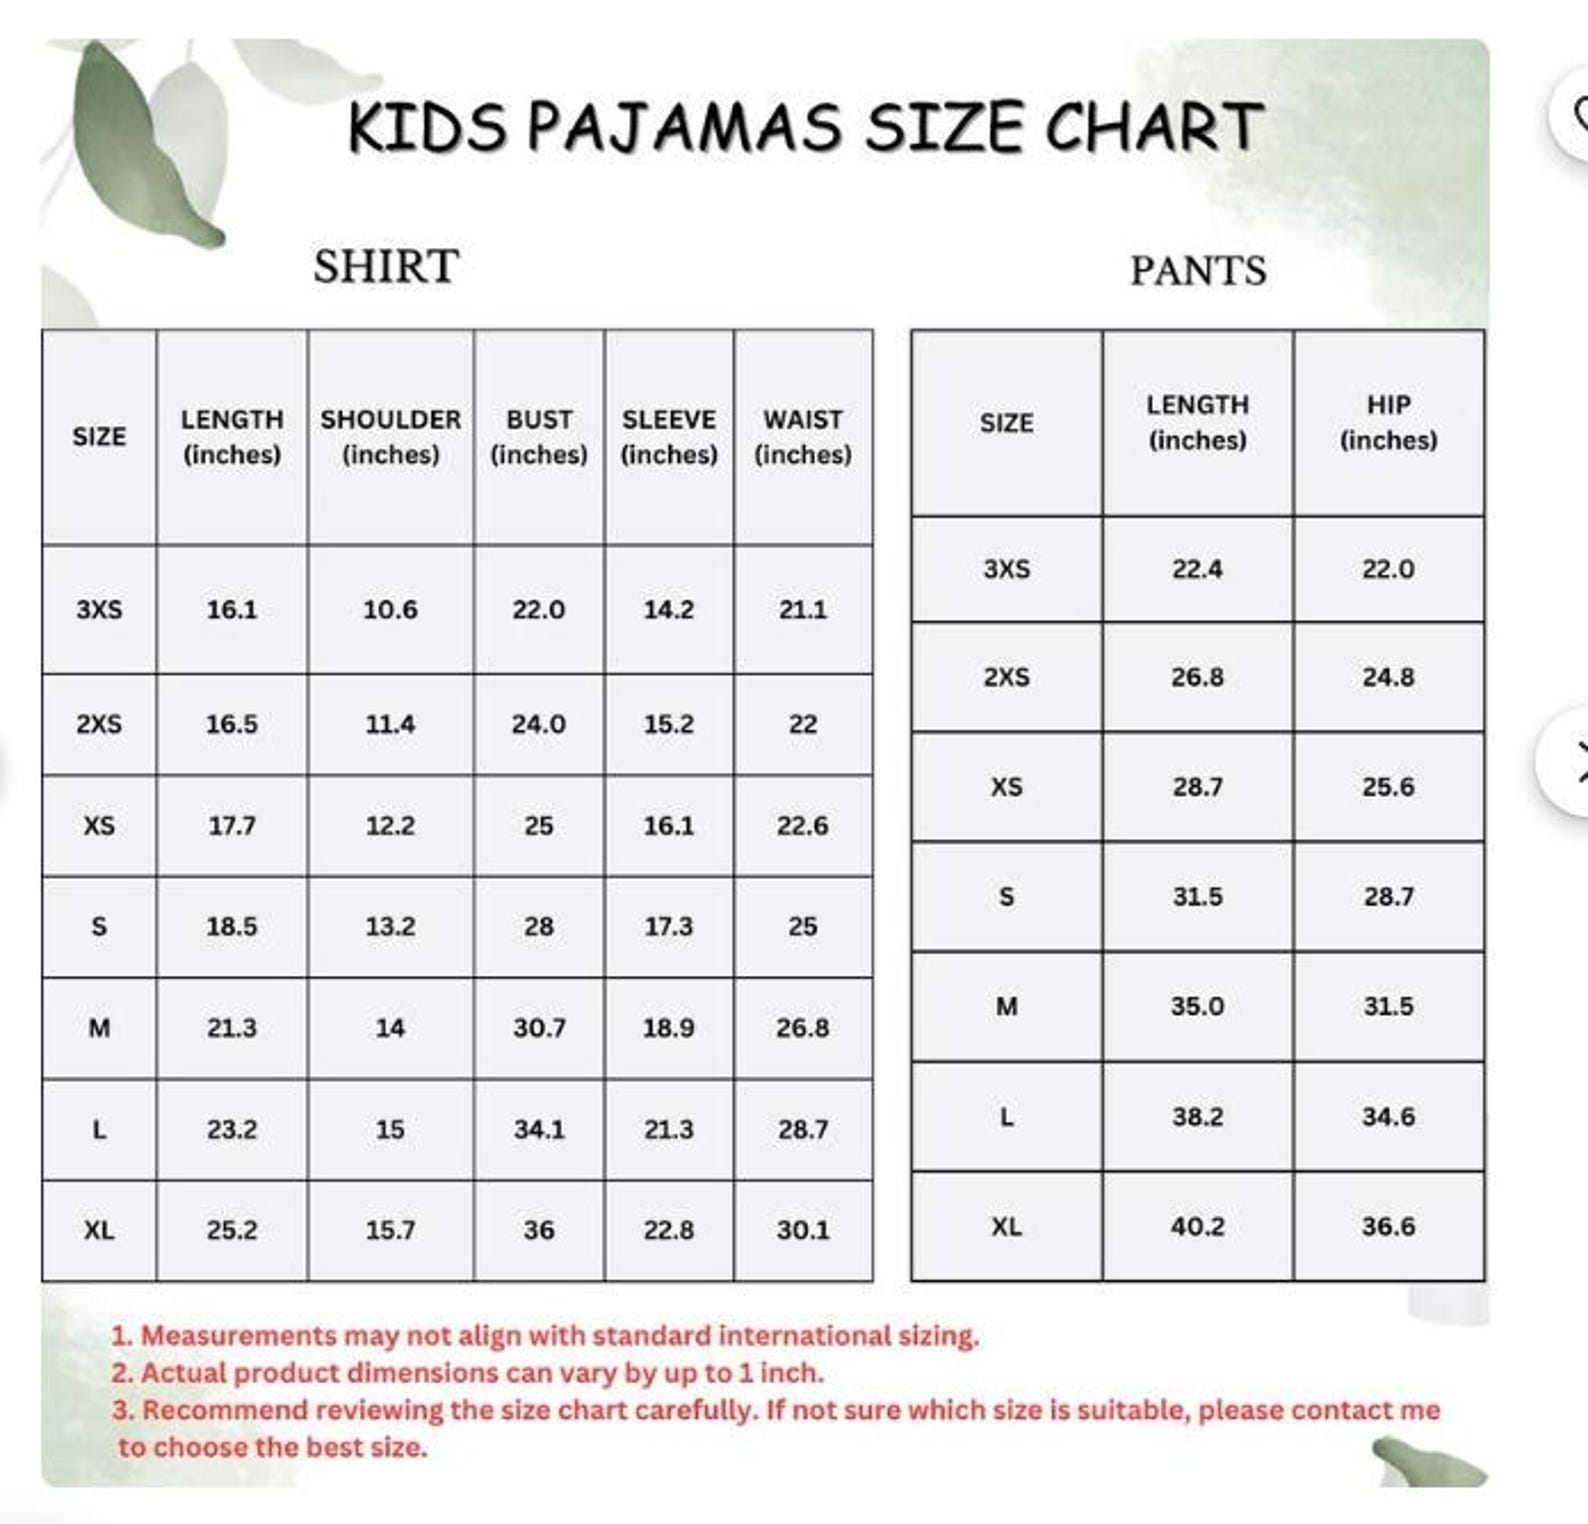 KIDS PAJAMAS SIZE CHART
SHIRT
SIZE LENGTH (inches) SHOULDER (inches) BUST (inches) SLEEVE (inches) WAIST (inches)
3XS 16.1 10.6 22.0 14.2 21.1
2XS 16.5 11.4 24.0 15.2 22
XS 17.7 12.2 25 16.1 22.6
S 18.5 13.2 28 17.3 25
M 21.3 14 30.7 18.9 26.8
L 23.2 15 34.1 21.3 28.7
XL 25.2 15.7 36 22.8 30.1
PANTS
SIZE LENGTH (inches) HIP (inches)
3XS 22.4 22.0
2XS 26.8 24.8
XS 28.7 25.6
S 31.5 28.7
M 35.0 31.5
L 38.2 34.6
XL 40.2 36.6
1. Measurements may not align with standard international sizing.
2. Actual product dimensions can vary by up to 1 inch.
3. Recommend reviewing the size chart carefully. If not sure which size is suitable, please contact me
to choose the best size.